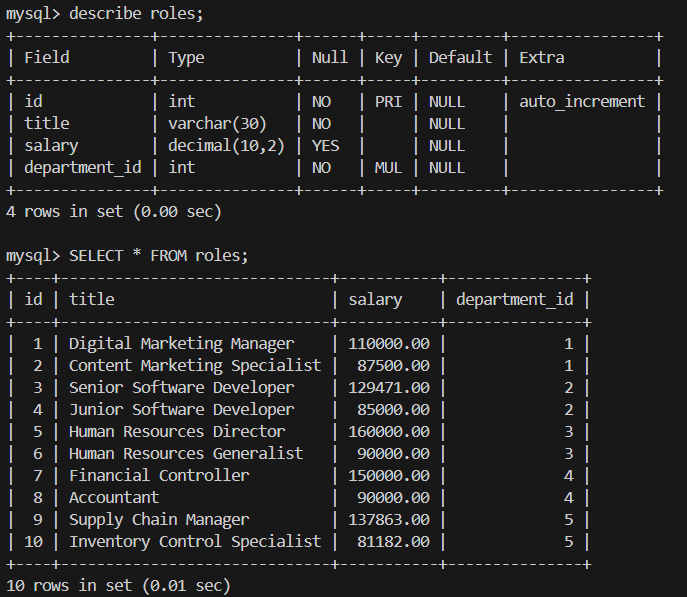 mysql> describe roles;
+---------------+---------------+------+-----+---------+----------------+
| Field         | Type          | Null | Key | Default | Extra          |
+---------------+---------------+------+-----+---------+----------------+
| id            | int           | NO   | PRI | NULL    | auto_increment |
| title         | varchar(30)   | NO   |     | NULL    |                |
| salary        | decimal(10,2) | YES  |     | NULL    |                |
| department_id | int           | NO   | MUL | NULL    |                |
+---------------+---------------+------+-----+---------+----------------+
4 rows in set (0.00 sec)
mysql> SELECT * FROM roles;
+----+------------------------------+-----------+---------------+
| id | title                        | salary    | department_id |
+----+------------------------------+-----------+---------------+
|  1 | Digital Marketing Manager    | 110000.00 |             1 |
|  2 | Content Marketing Specialist |  87500.00 |             1 |
|  3 | Senior Software Developer    | 129471.00 |             2 |
|  4 | Junior Software Developer    |  85000.00 |             2 |
|  5 | Human Resources Director     | 160000.00 |             3 |
|  6 | Human Resources Generalist   |  90000.00 |             3 |
|  7 | Financial Controller         | 150000.00 |             4 |
|  8 | Accountant                   |  90000.00 |             4 |
|  9 | Supply Chain Manager         | 137863.00 |             5 |
| 10 | Inventory Control Specialist |  81182.00 |             5 |
+----+------------------------------+-----------+---------------+
10 rows in set (0.01 sec)